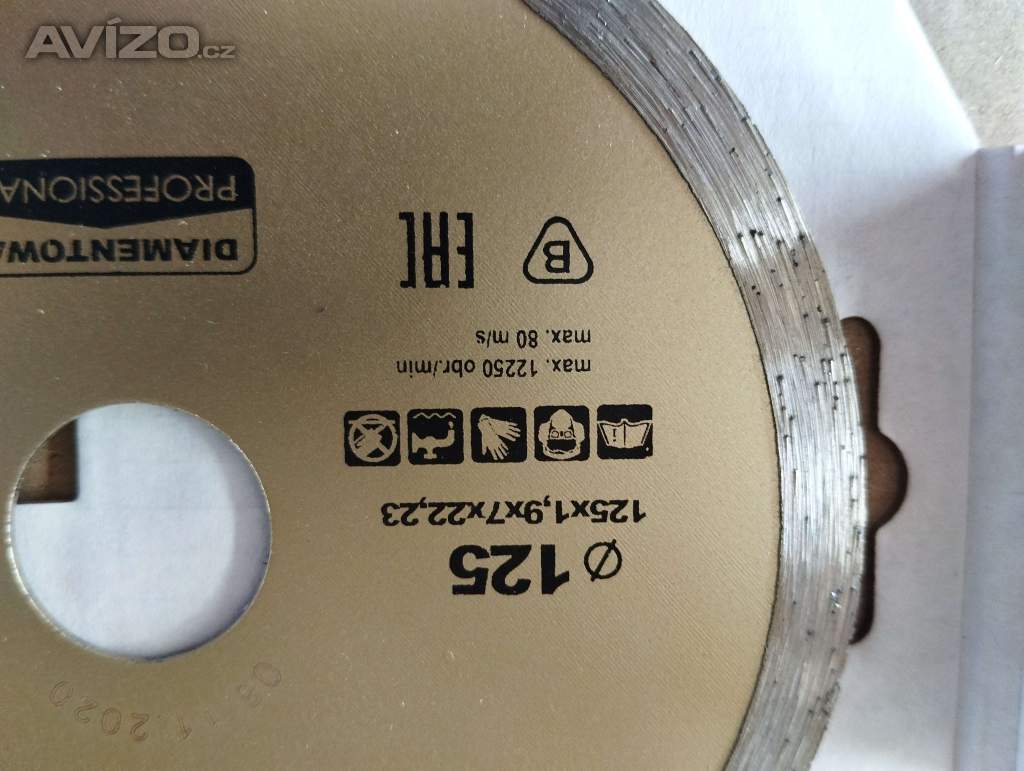 AVÍZO.cz
Ø 125
125x1,9x7x22,23
max. 12250 obr./min
max. 80 m/s
B EAC
DIAMENTOWA
PROFESSIONA
2020